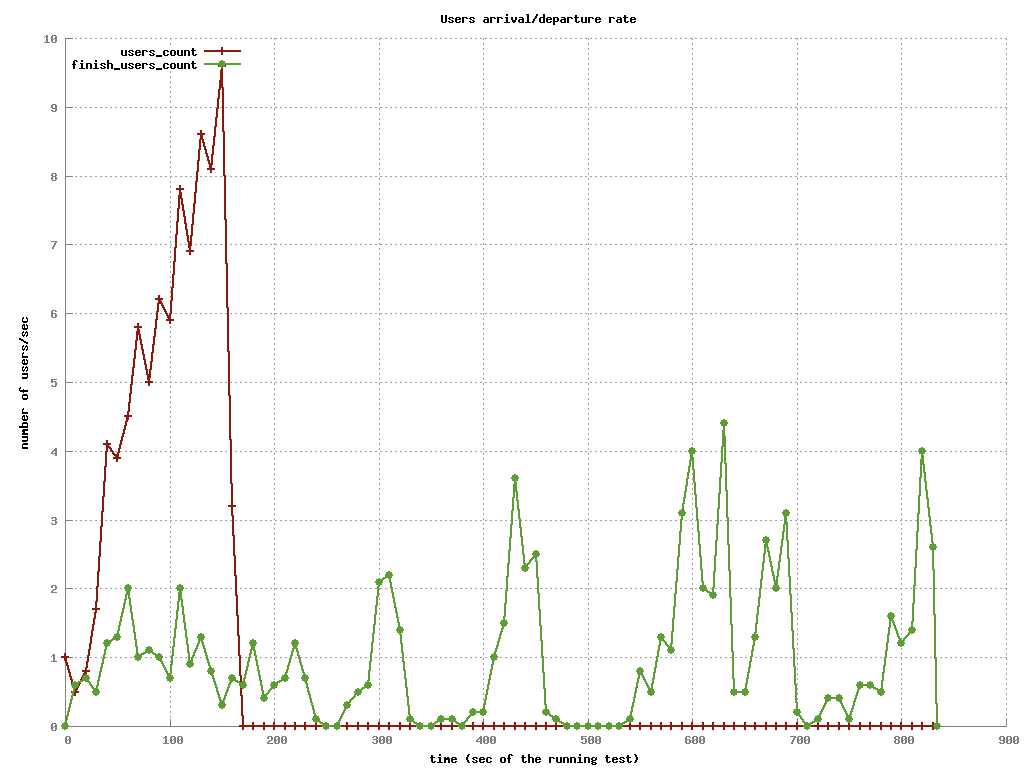 Users arrival/departure rate
10
users_count
finish_users_count
9
8
7
6
5
4
3
2
1
0
number of users/sec
0 100 200 300 400 500 600 700 800 900
time (sec of the running test)